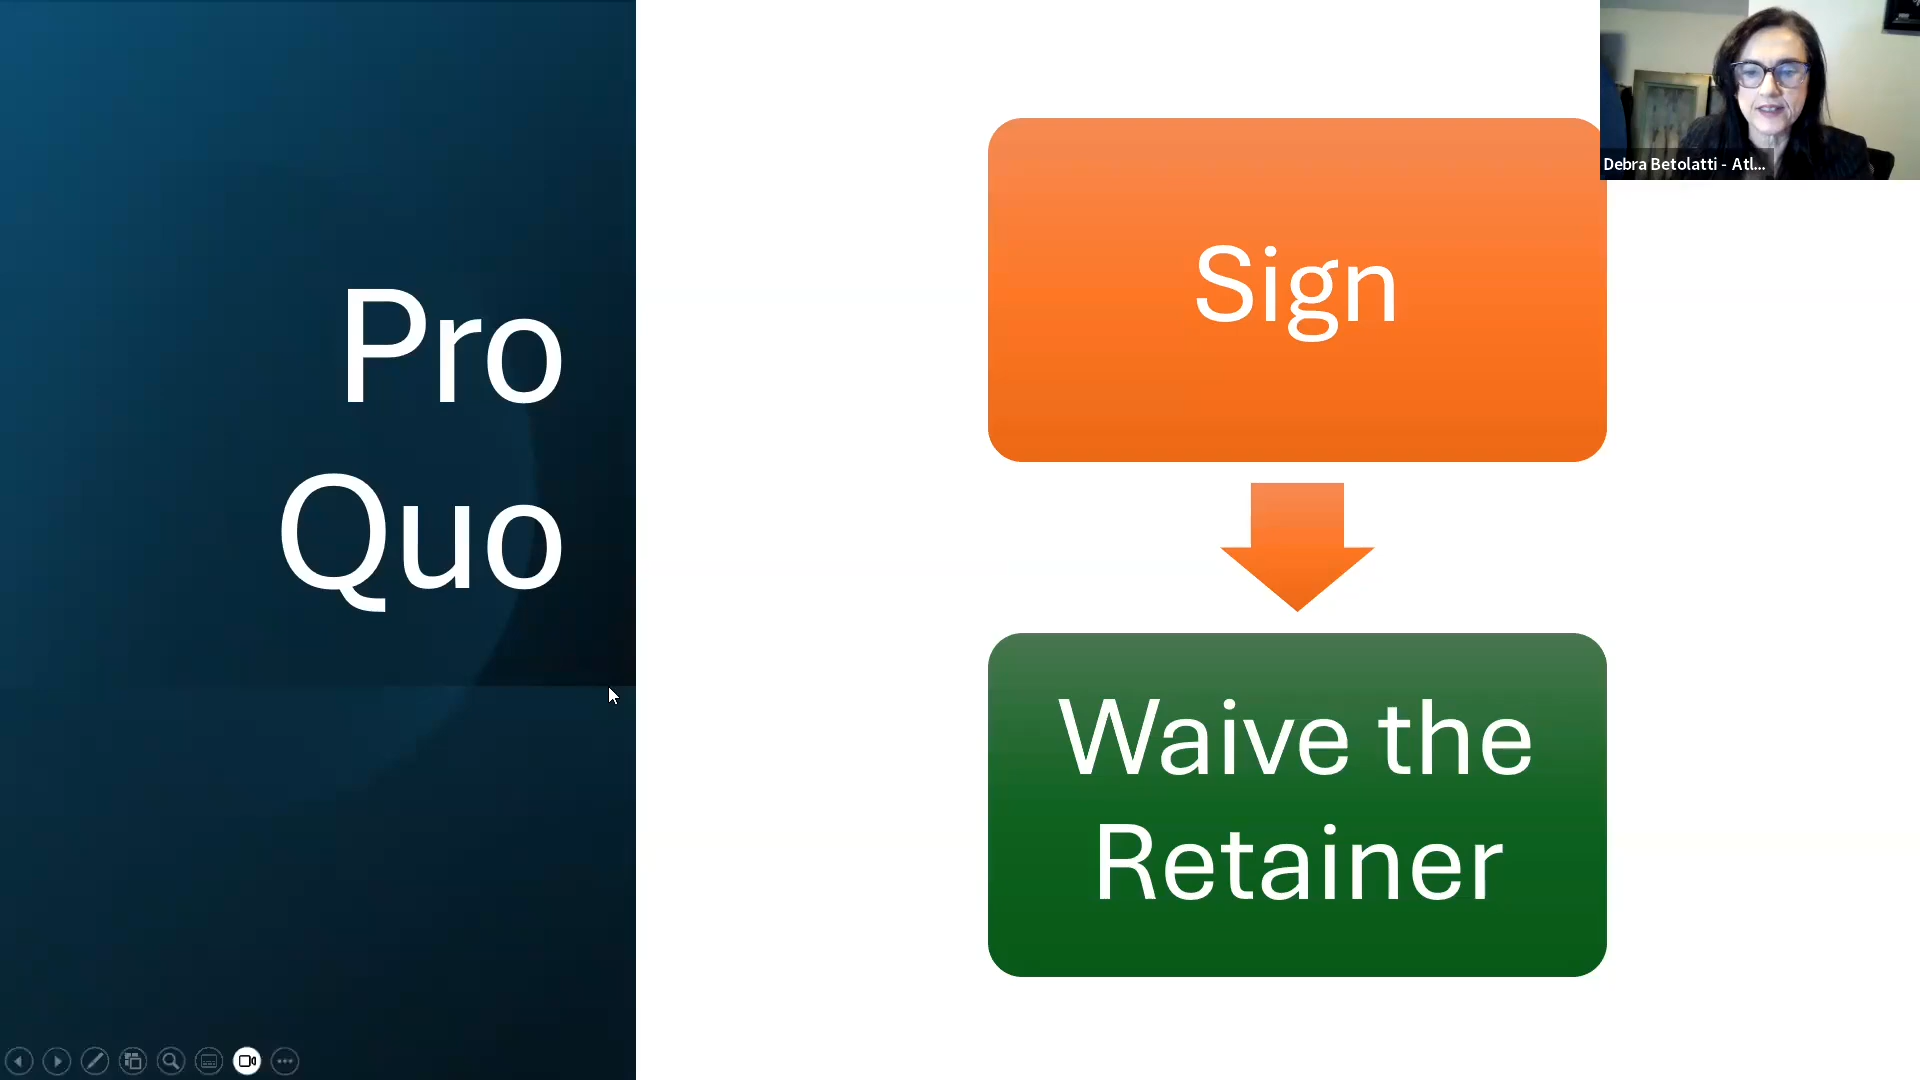 Pro
Quo
Sign
Waive the
Retainer
Debra Betolatti - Atl...